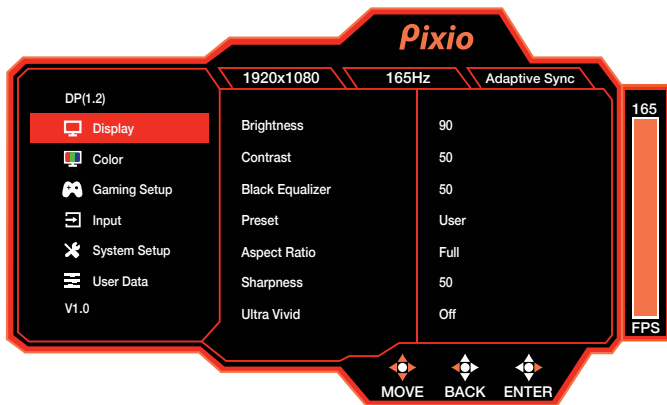 Pixio
1920x1080 165Hz Adaptive Sync
DP(1.2)
Display
Color
Gaming Setup
Input
System Setup
User Data
V1.0
Brightness 90
Contrast 50
Black Equalizer 50
Preset User
Aspect Ratio Full
Sharpness 50
Ultra Vivid Off
165
FPS
MOVE BACK ENTER